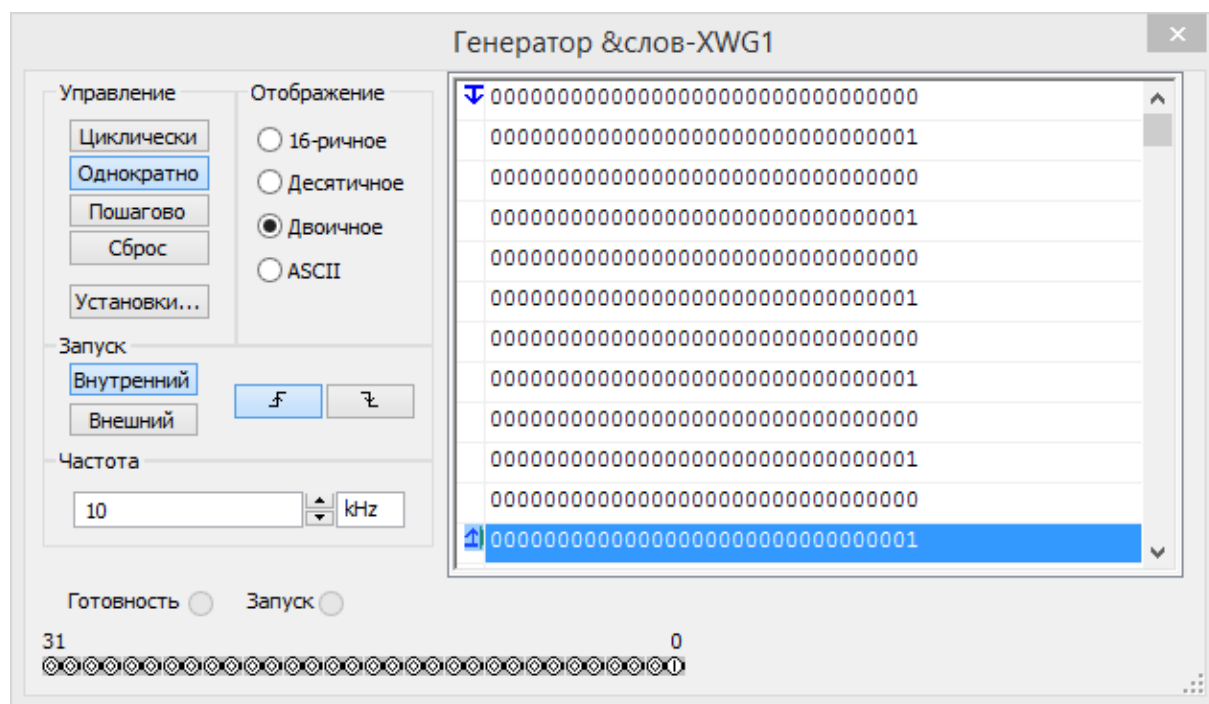 Генератор &слов-XWG1
Управление
Циклически
Однократно
Пошагово
Сброс
Установки...
Отображение
16-ричное
Десятичное
Двоичное
ASCII
Запуск
Внутренний
Внешний
Частота
10
kHz
00000000000000000000000000000000
00000000000000000000000000000001
00000000000000000000000000000000
00000000000000000000000000000001
00000000000000000000000000000000
00000000000000000000000000000001
00000000000000000000000000000000
00000000000000000000000000000001
00000000000000000000000000000000
00000000000000000000000000000001
00000000000000000000000000000000
00000000000000000000000000000001
Готовность
Запуск
31
0